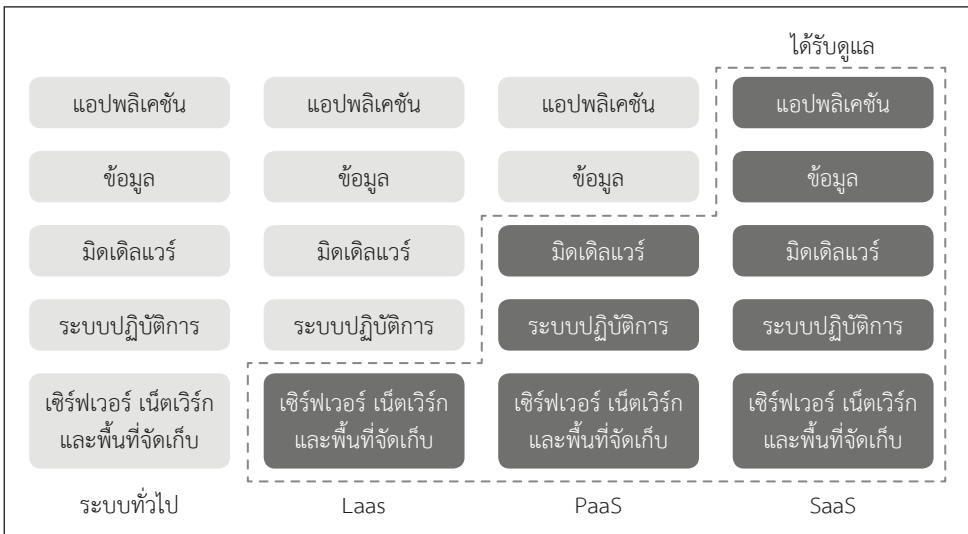 ได้รับดูแล
แอปพลิเคชัน แอปพลิเคชัน แอปพลิเคชัน แอปพลิเคชัน
ข้อมูล ข้อมูล ข้อมูล ข้อมูล
มิดเดิลแวร์ มิดเดิลแวร์ มิดเดิลแวร์ มิดเดิลแวร์
ระบบปฏิบัติการ ระบบปฏิบัติการ ระบบปฏิบัติการ ระบบปฏิบัติการ
เซิร์ฟเวอร์ เน็ตเวิร์ก เซิร์ฟเวอร์ เน็ตเวิร์ก เซิร์ฟเวอร์ เน็ตเวิร์ก เซิร์ฟเวอร์ เน็ตเวิร์ก
และพื้นที่จัดเก็บ และพื้นที่จัดเก็บ และพื้นที่จัดเก็บ และพื้นที่จัดเก็บ
ระบบทั่วไป Laas PaaS SaaS